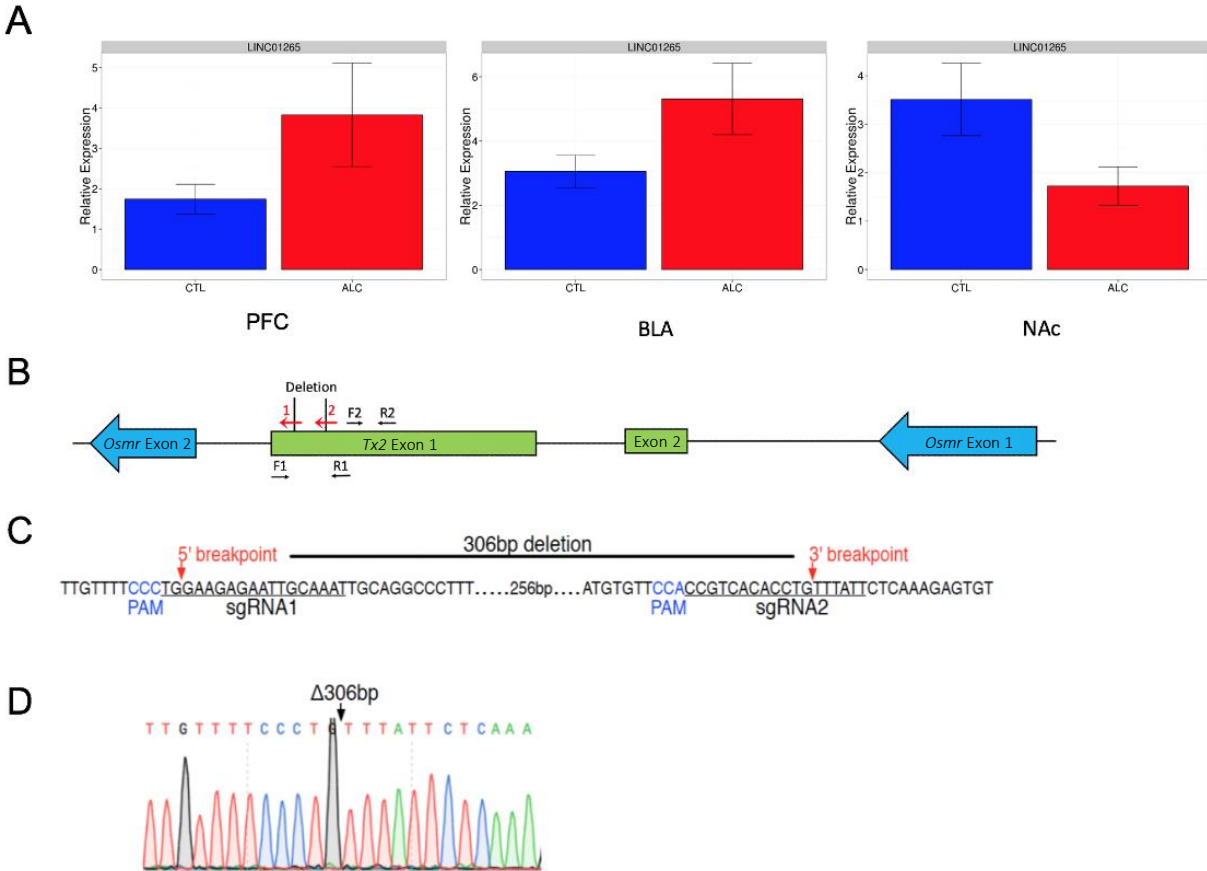 A
LINC01265
Relative Expression
5
4
3
2
1
0
CTL
ALC
PFC
LINC01265
Relative Expression
6
4
2
0
CTL
ALC
BLA
LINC01265
Relative Expression
4
3
2
1
0
CTL
ALC
NAc
B
Deletion
1
2
F2
R2
Osmr Exon 2
Tx2 Exon 1
Exon 2
Osmr Exon 1
F1
R1
C
5' breakpoint
306bp deletion
3' breakpoint
TTGTTTTCCCTGGAAGAGAATTGCAAATTGCAGGCCCTTT.....256bp....ATGTGTTCCACCGTCACACCTGTTTATTCTCAAAGAGTGT
PAM
sgRNA1
PAM
sgRNA2
D
Δ306bp
T T G T T T T C C C T G T T T A T T C T C A A A